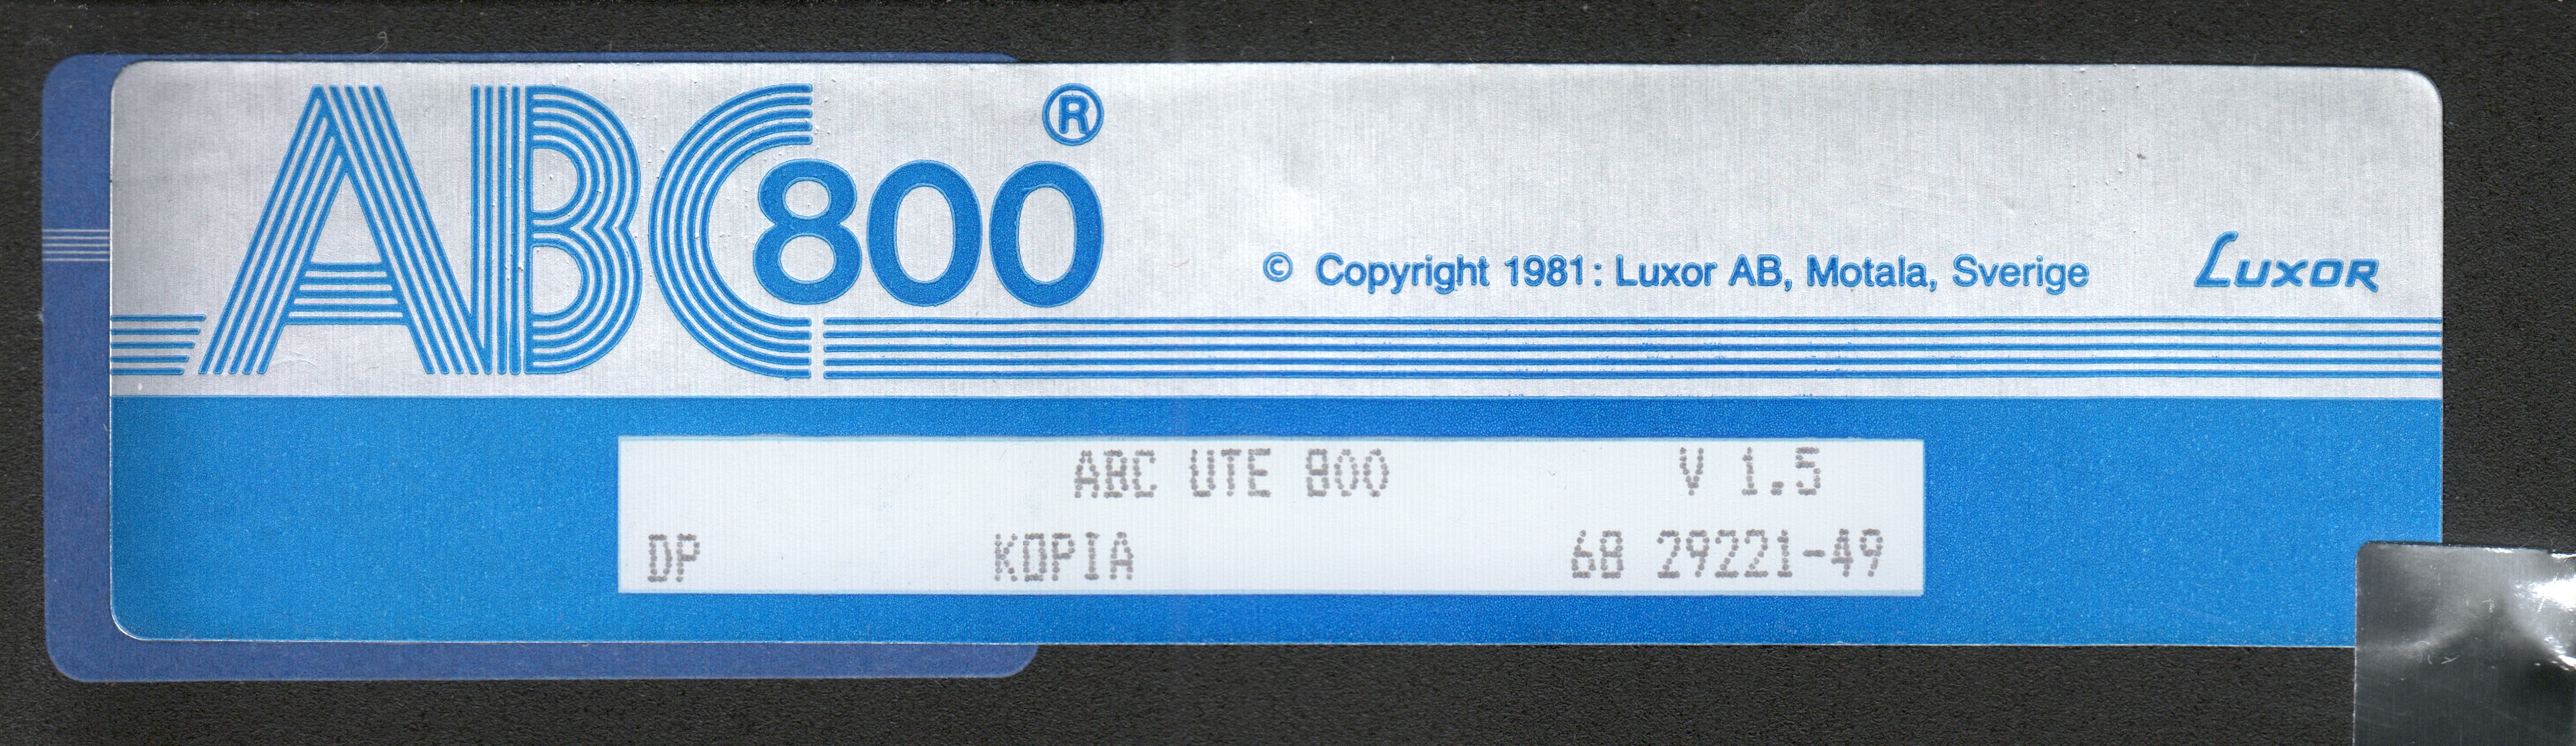 ABC800®
© Copyright 1981: Luxor AB, Motala, Sverige LUXOR
ABC UTE 800 V 1.5
DP KOPIA 68 29221-49